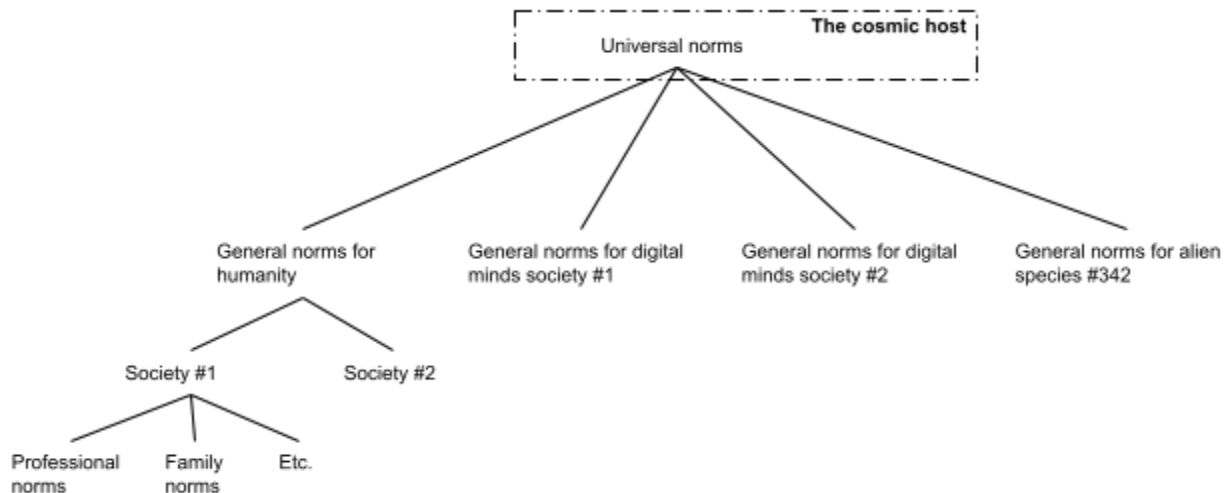 The cosmic host
Universal norms
General norms for
humanity
General norms for digital
minds society #1
General norms for digital
minds society #2
General norms for alien
species #342
Society #1
Society #2
Professional
norms
Family
norms
Etc.